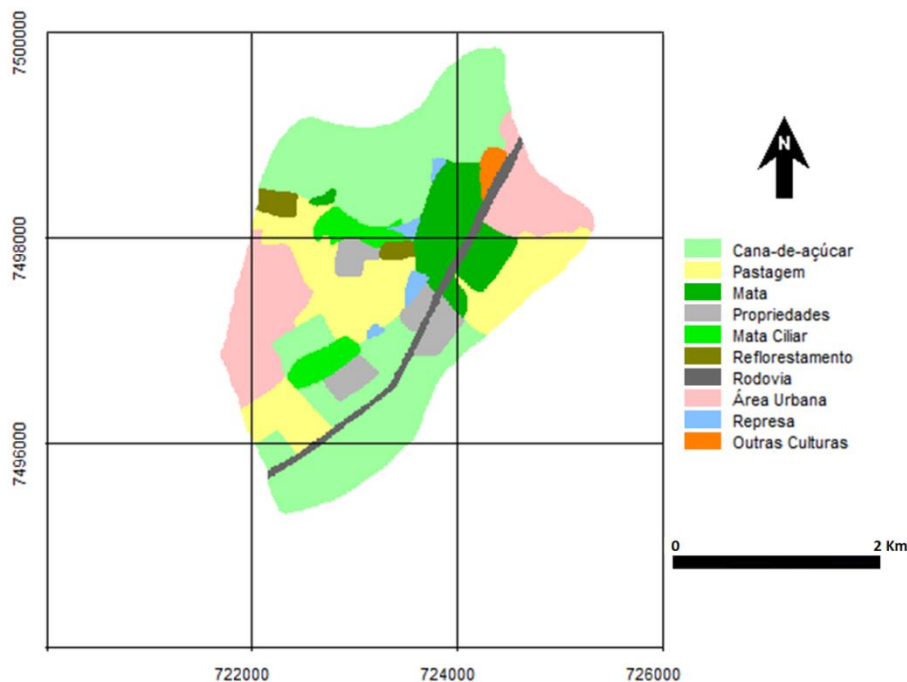 7500000
7498000
7496000
N
Cana-de-açúcar
Pastagem
Mata
Propriedades
Mata Ciliar
Reflorestamento
Rodovia
Área Urbana
Represa
Outras Culturas
0 2 Km
722000 724000 726000